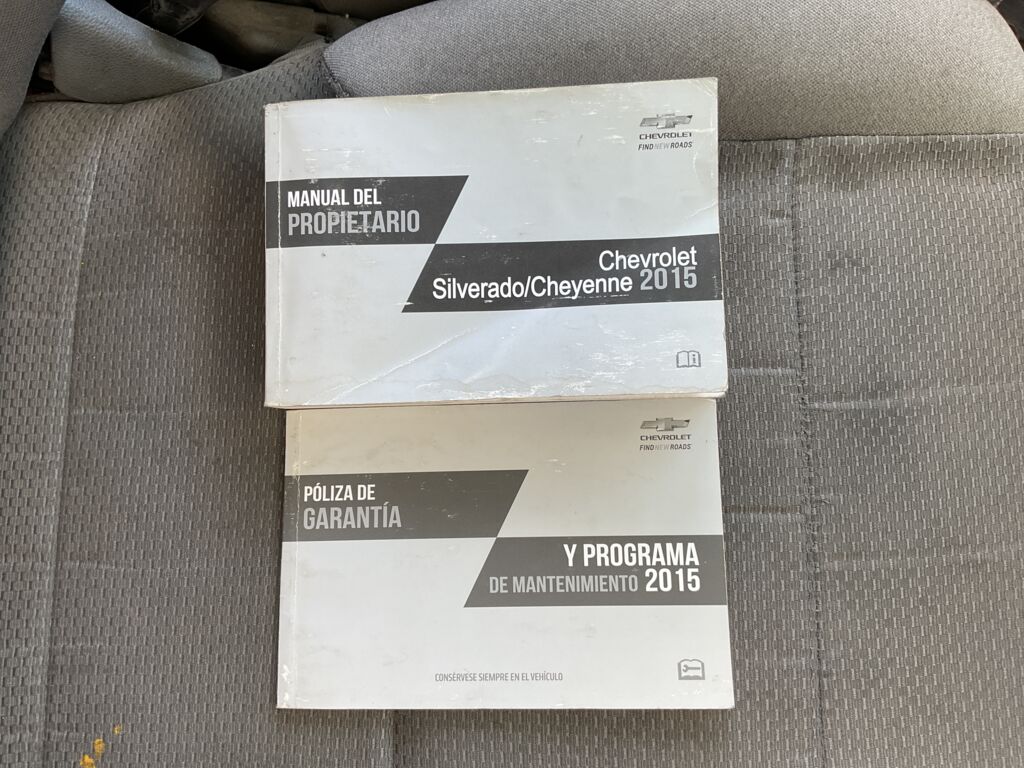 CHEVROLET
FIND NEW ROADS
MANUAL DEL
PROPIETARIO
Chevrolet
Silverado/Cheyenne 2015
CHEVROLET
FIND NEW ROADS
PÓLIZA DE
GARANTÍA
Y PROGRAMA
DE MANTENIMIENTO 2015
CONSÉRVESE SIEMPRE EN EL VEHÍCULO